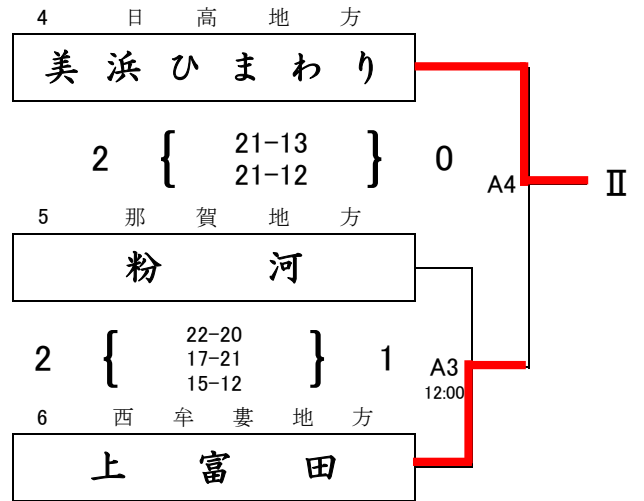 4 日高地方
美浜ひまわり
2 { 21-13 } 0
21-12
A4 Ⅱ
5 那賀地方
粉河
2 { 22-20 } 1
17-21
15-12
A3
12:00
6 西牟婁地方
上富田